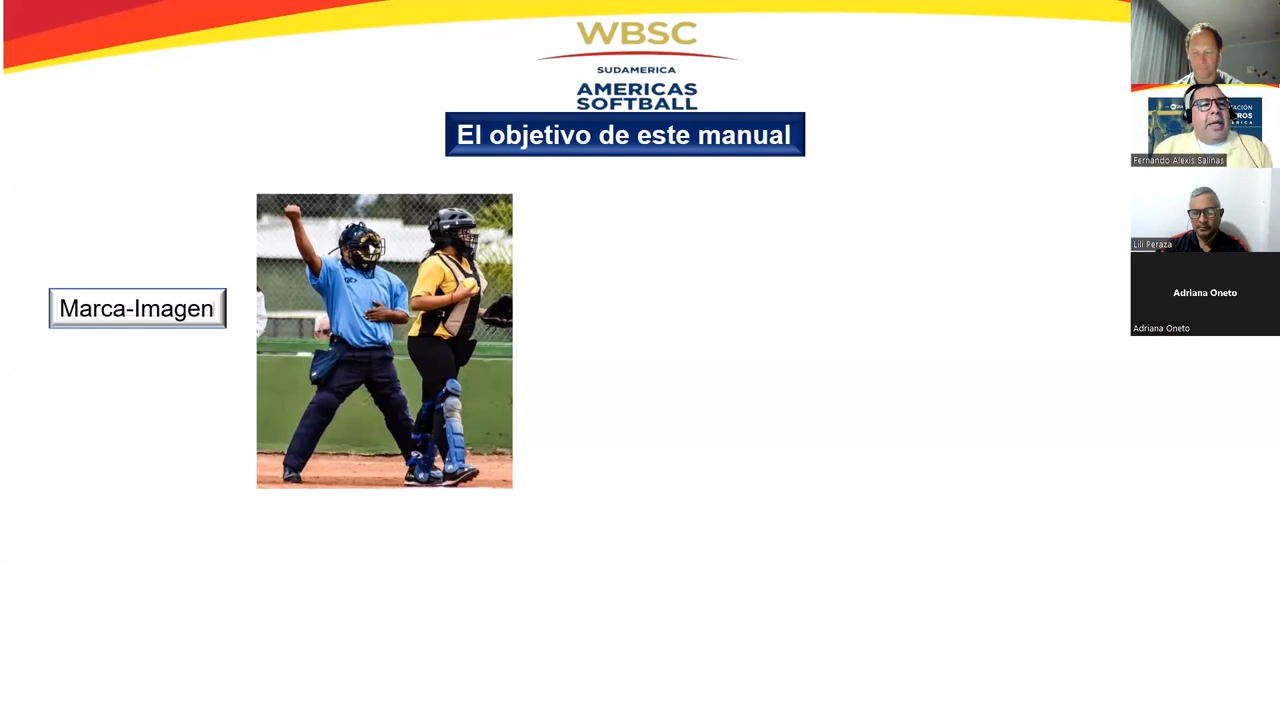 WBSC
SUDAMERICA
AMERICAS
SOFTBALL
El objetivo de este manual
Marca-Imagen
Fernando Alexis Salinas
Lili Peraza
Adriana Oneto
Adriana Oneto